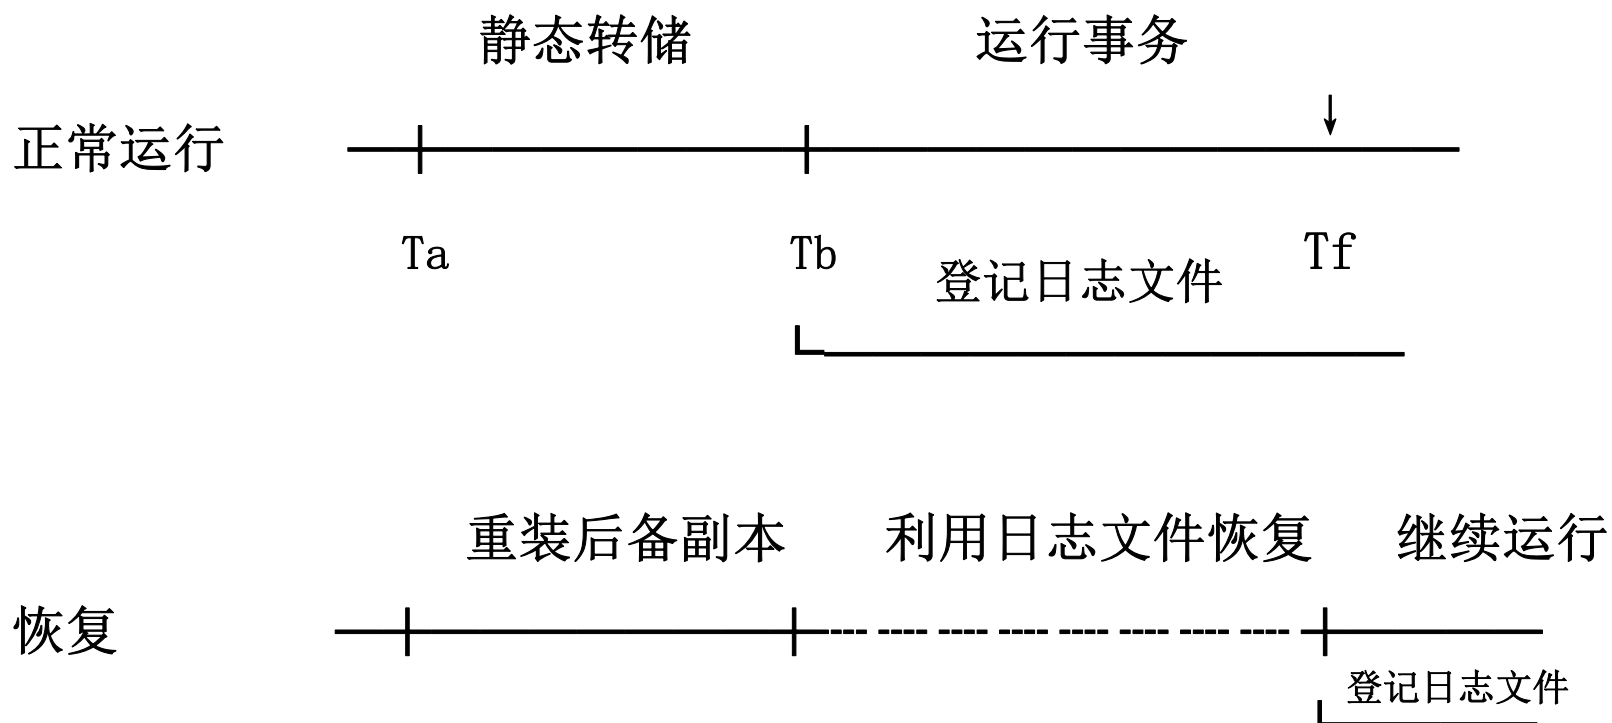 静态转储 运行事务
正常运行
Ta Tb Tf
登记日志文件
重装后备副本 利用日志文件恢复 继续运行
恢复
登记日志文件